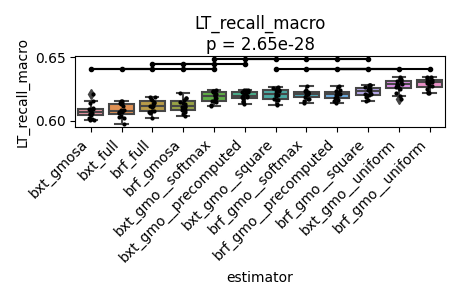 LT_recall_macro
p = 2.65e-28
LT_recall_macro
0.65
0.60
bxt_gmosa
bxt_full
brf_full
brf_gmosa
bxt_gmo__softmax
bxt_gmo__precomputed
bxt_gmo__square
brf_gmo__softmax
brf_gmo__precomputed
brf_gmo__square
bxt_gmo__uniform
brf_gmo__uniform
estimator